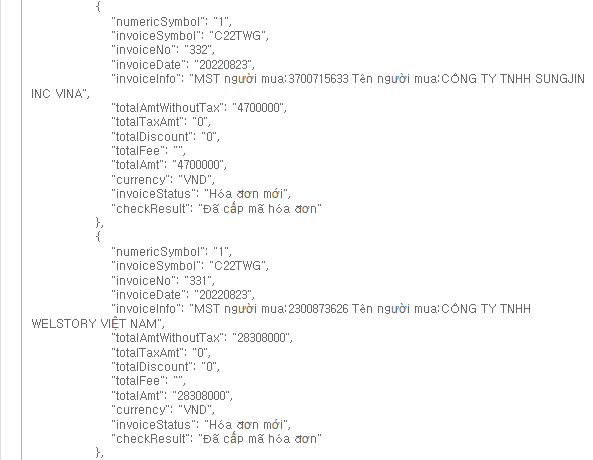 {
"numericSymbol": "1",
"invoiceSymbol": "C22TWG",
"invoiceNo": "332",
"invoiceDate": "20220823",
"invoiceInfo": "MST người mua:3700715633 Tên người mua:CÔNG TY TNHH SUNGJIN
INC VINA",
"totalAmtWithoutTax": "4700000",
"totalTaxAmt": "0",
"totalDiscount": "0",
"totalFee": "",
"totalAmt": "4700000",
"currency": "VND",
"invoiceStatus": "Hóa đơn mới",
"checkResult": "Đã cấp mã hóa đơn"
},
{
"numericSymbol": "1",
"invoiceSymbol": "C22TWG",
"invoiceNo": "331",
"invoiceDate": "20220823",
"invoiceInfo": "MST người mua:2300873626 Tên người mua:CÔNG TY TNHH
WELSTORY VIỆT NAM",
"totalAmtWithoutTax": "28308000",
"totalTaxAmt": "0",
"totalDiscount": "0",
"totalFee": "",
"totalAmt": "28308000",
"currency": "VND",
"invoiceStatus": "Hóa đơn mới",
"checkResult": "Đã cấp mã hóa đơn"
},